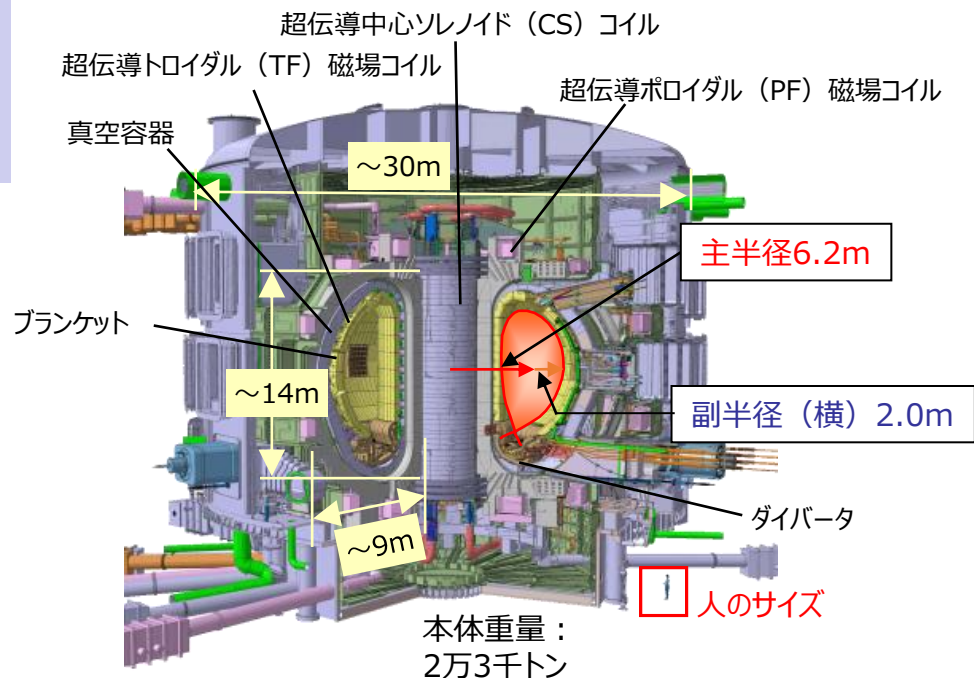 超伝導中心ソレノイド（CS）コイル
超伝導トロイダル（TF）磁場コイル
超伝導ポロイダル（PF）磁場コイル
真空容器
～30m
主半径6.2m
ブランケット
～14m
副半径（横）2.0m
ダイバータ
～9m
人のサイズ
本体重量：
2万3千トン